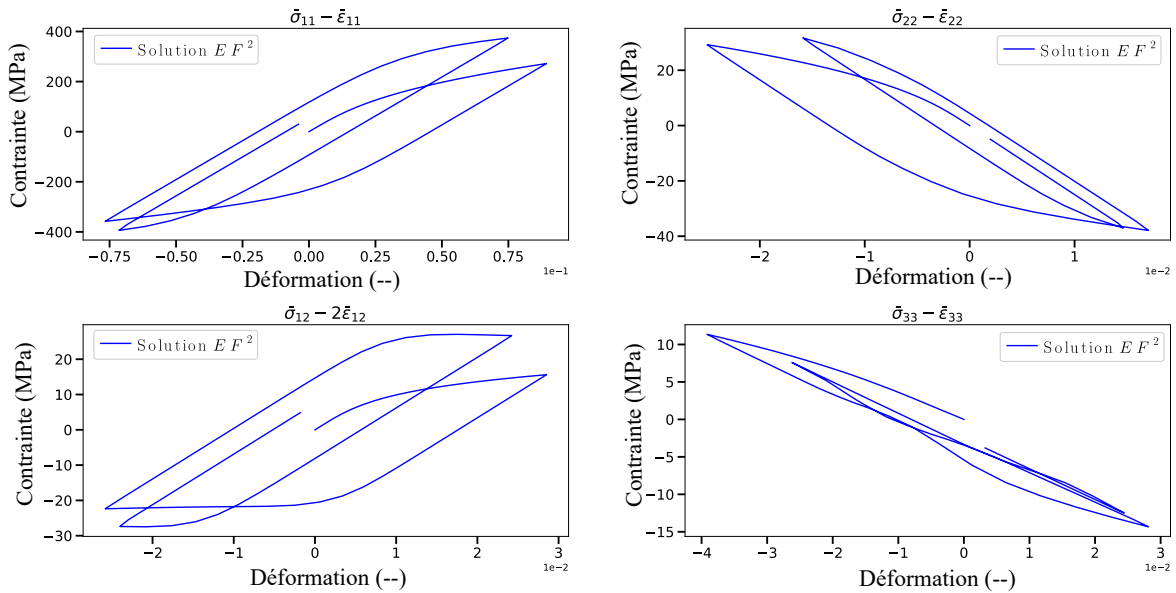 σ̄₁₁ − ε̄₁₁
Contrainte (MPa)
400
200
0
−200
−400
Solution EF²
−0.75
−0.50
−0.25
0.00
0.25
0.50
0.75
1e−1
Déformation (--)
σ̄₂₂ − ε̄₂₂
Contrainte (MPa)
20
0
−20
−40
Solution EF²
−2
−1
0
1
1e−2
Déformation (--)
σ̄₁₂ − 2ε̄₁₂
Contrainte (MPa)
20
10
0
−10
−20
−30
Solution EF²
−2
−1
0
1
2
3
1e−2
Déformation (--)
σ̄₃₃ − ε̄₃₃
Contrainte (MPa)
10
5
0
−5
−10
−15
Solution EF²
−4
−3
−2
−1
0
1
2
3
1e−2
Déformation (--)